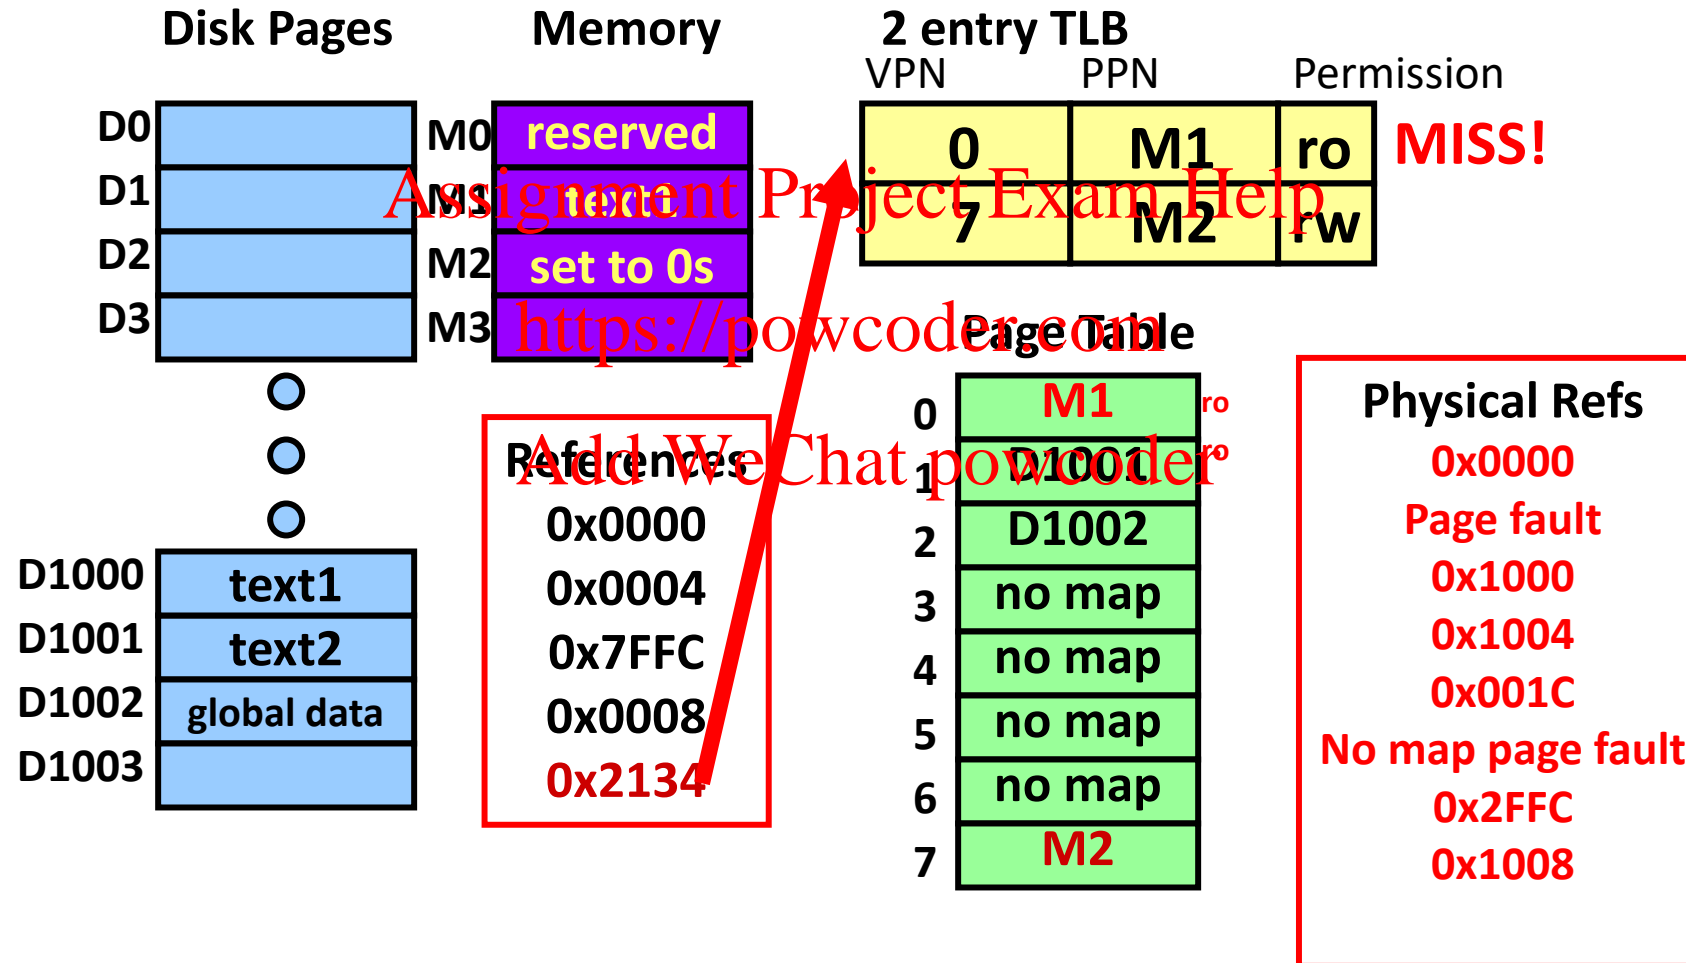 Disk Pages
Memory
2 entry TLB
VPN PPN Permission
D0
D1
D2
D3
D1000 text1
D1001 text2
D1002 global data
D1003
M0 reserved
M1 text1
M2 set to 0s
M3
0 M1 ro MISS!
7 M2 rw
Assignment Project Exam Help
https://powcoder.com
Add WeChat powcoder
References
0x0000
0x0004
0x7FFC
0x0008
0x2134
Page Table
0 M1 ro
1 D1001 ro
2 D1002
3 no map
4 no map
5 no map
6 no map
7 M2
Physical Refs
0x0000
Page fault
0x1000
0x1004
0x001C
No map page fault
0x2FFC
0x1008